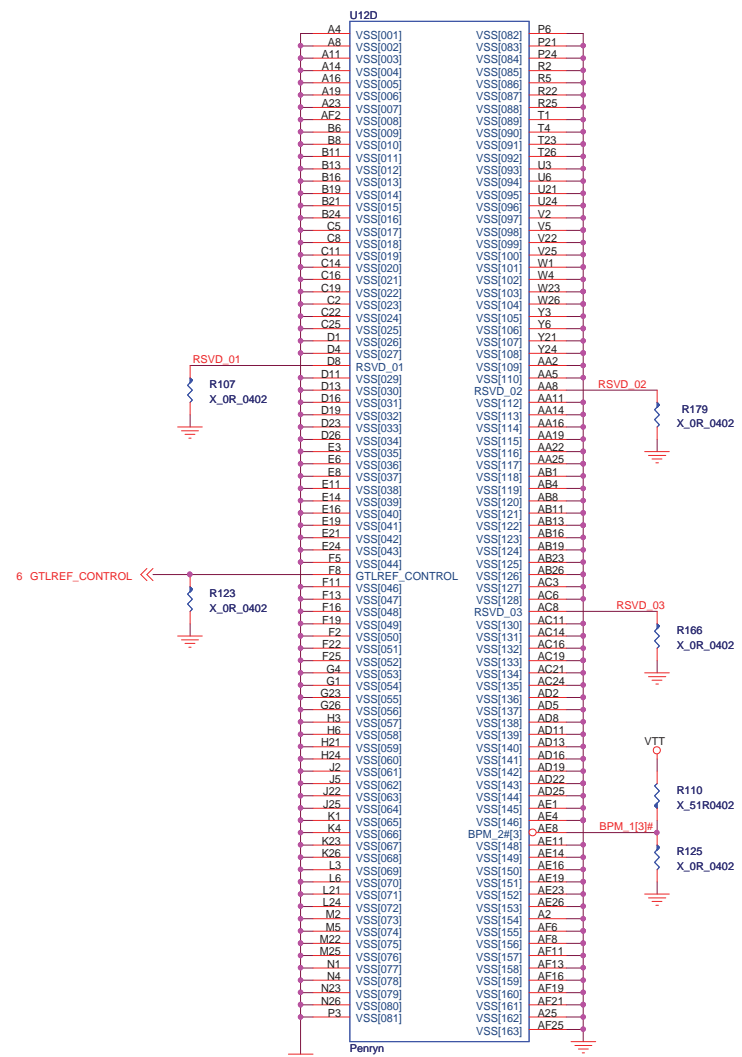 U12D
A4 VSS[001] VSS[082] P6
A8 VSS[002] VSS[083] P21
A11 VSS[003] VSS[084] P24
A14 VSS[004] VSS[085] R2
A16 VSS[005] VSS[086] R5
A19 VSS[006] VSS[087] R22
A23 VSS[007] VSS[088] R25
AF2 VSS[008] VSS[089] T1
B6 VSS[009] VSS[090] T4
B8 VSS[010] VSS[091] T23
B11 VSS[011] VSS[092] T26
B13 VSS[012] VSS[093] U3
B16 VSS[013] VSS[094] U6
B19 VSS[014] VSS[095] U21
B21 VSS[015] VSS[096] U24
B24 VSS[016] VSS[097] V2
C5 VSS[017] VSS[098] V5
C8 VSS[018] VSS[099] V22
C11 VSS[019] VSS[100] V25
C14 VSS[020] VSS[101] W1
C16 VSS[021] VSS[102] W4
C19 VSS[022] VSS[103] W23
C2 VSS[023] VSS[104] W26
C22 VSS[024] VSS[105] Y3
C25 VSS[025] VSS[106] Y6
D1 VSS[026] VSS[107] Y21
D4 VSS[027] VSS[108] Y24
RSVD_01 D8 RSVD_01 VSS[109] AA2
D11 VSS[029] VSS[110] AA5
D13 VSS[030] RSVD_02 AA8 RSVD_02
R107
X_0R_0402
D16 VSS[031] VSS[112] AA11
D19 VSS[032] VSS[113] AA14
D23 VSS[033] VSS[114] AA16
D26 VSS[034] VSS[115] AA19
R179
X_0R_0402
E3 VSS[035] VSS[116] AA22
E6 VSS[036] VSS[117] AA25
E8 VSS[037] VSS[118] AB1
E11 VSS[038] VSS[119] AB4
E14 VSS[039] VSS[120] AB8
E16 VSS[040] VSS[121] AB11
E19 VSS[041] VSS[122] AB13
E21 VSS[042] VSS[123] AB16
E24 VSS[043] VSS[124] AB19
F5 VSS[044] VSS[125] AB23
6 GTLREF_CONTROL F8 GTLREF_CONTROL VSS[126] AB26
F11 VSS[046] VSS[127] AC3
F13 VSS[047] VSS[128] AC6
R123
X_0R_0402
F16 VSS[048] RSVD_03 AC8 RSVD_03
F19 VSS[049] VSS[130] AC11
F2 VSS[050] VSS[131] AC14
F22 VSS[051] VSS[132] AC16
R166
X_0R_0402
F25 VSS[052] VSS[133] AC19
G4 VSS[053] VSS[134] AC21
G1 VSS[054] VSS[135] AC24
G23 VSS[055] VSS[136] AD2
G26 VSS[056] VSS[137] AD5
H3 VSS[057] VSS[138] AD8
H6 VSS[058] VSS[139] AD11
H21 VSS[059] VSS[140] AD13
VTT
H24 VSS[060] VSS[141] AD16
J2 VSS[061] VSS[142] AD19
J5 VSS[062] VSS[143] AD22
J22 VSS[063] VSS[144] AD25
R110
X_51R0402
J25 VSS[064] VSS[145] AE1
K1 VSS[065] VSS[146] AE4
K4 VSS[066] BPM_2#[3] AE8 BPM_1[3]#
K23 VSS[067] VSS[148] AE11
K26 VSS[068] VSS[149] AE14
R125
X_0R_0402
L3 VSS[069] VSS[150] AE16
L6 VSS[070] VSS[151] AE19
L21 VSS[071] VSS[152] AE23
L24 VSS[072] VSS[153] AE26
M2 VSS[073] VSS[154] A2
M5 VSS[074] VSS[155] AF6
M22 VSS[075] VSS[156] AF8
M25 VSS[076] VSS[157] AF11
N1 VSS[077] VSS[158] AF13
N4 VSS[078] VSS[159] AF16
N23 VSS[079] VSS[160] AF19
N26 VSS[080] VSS[161] AF21
P3 VSS[081] VSS[162] A25
VSS[163] AF25
Penryn